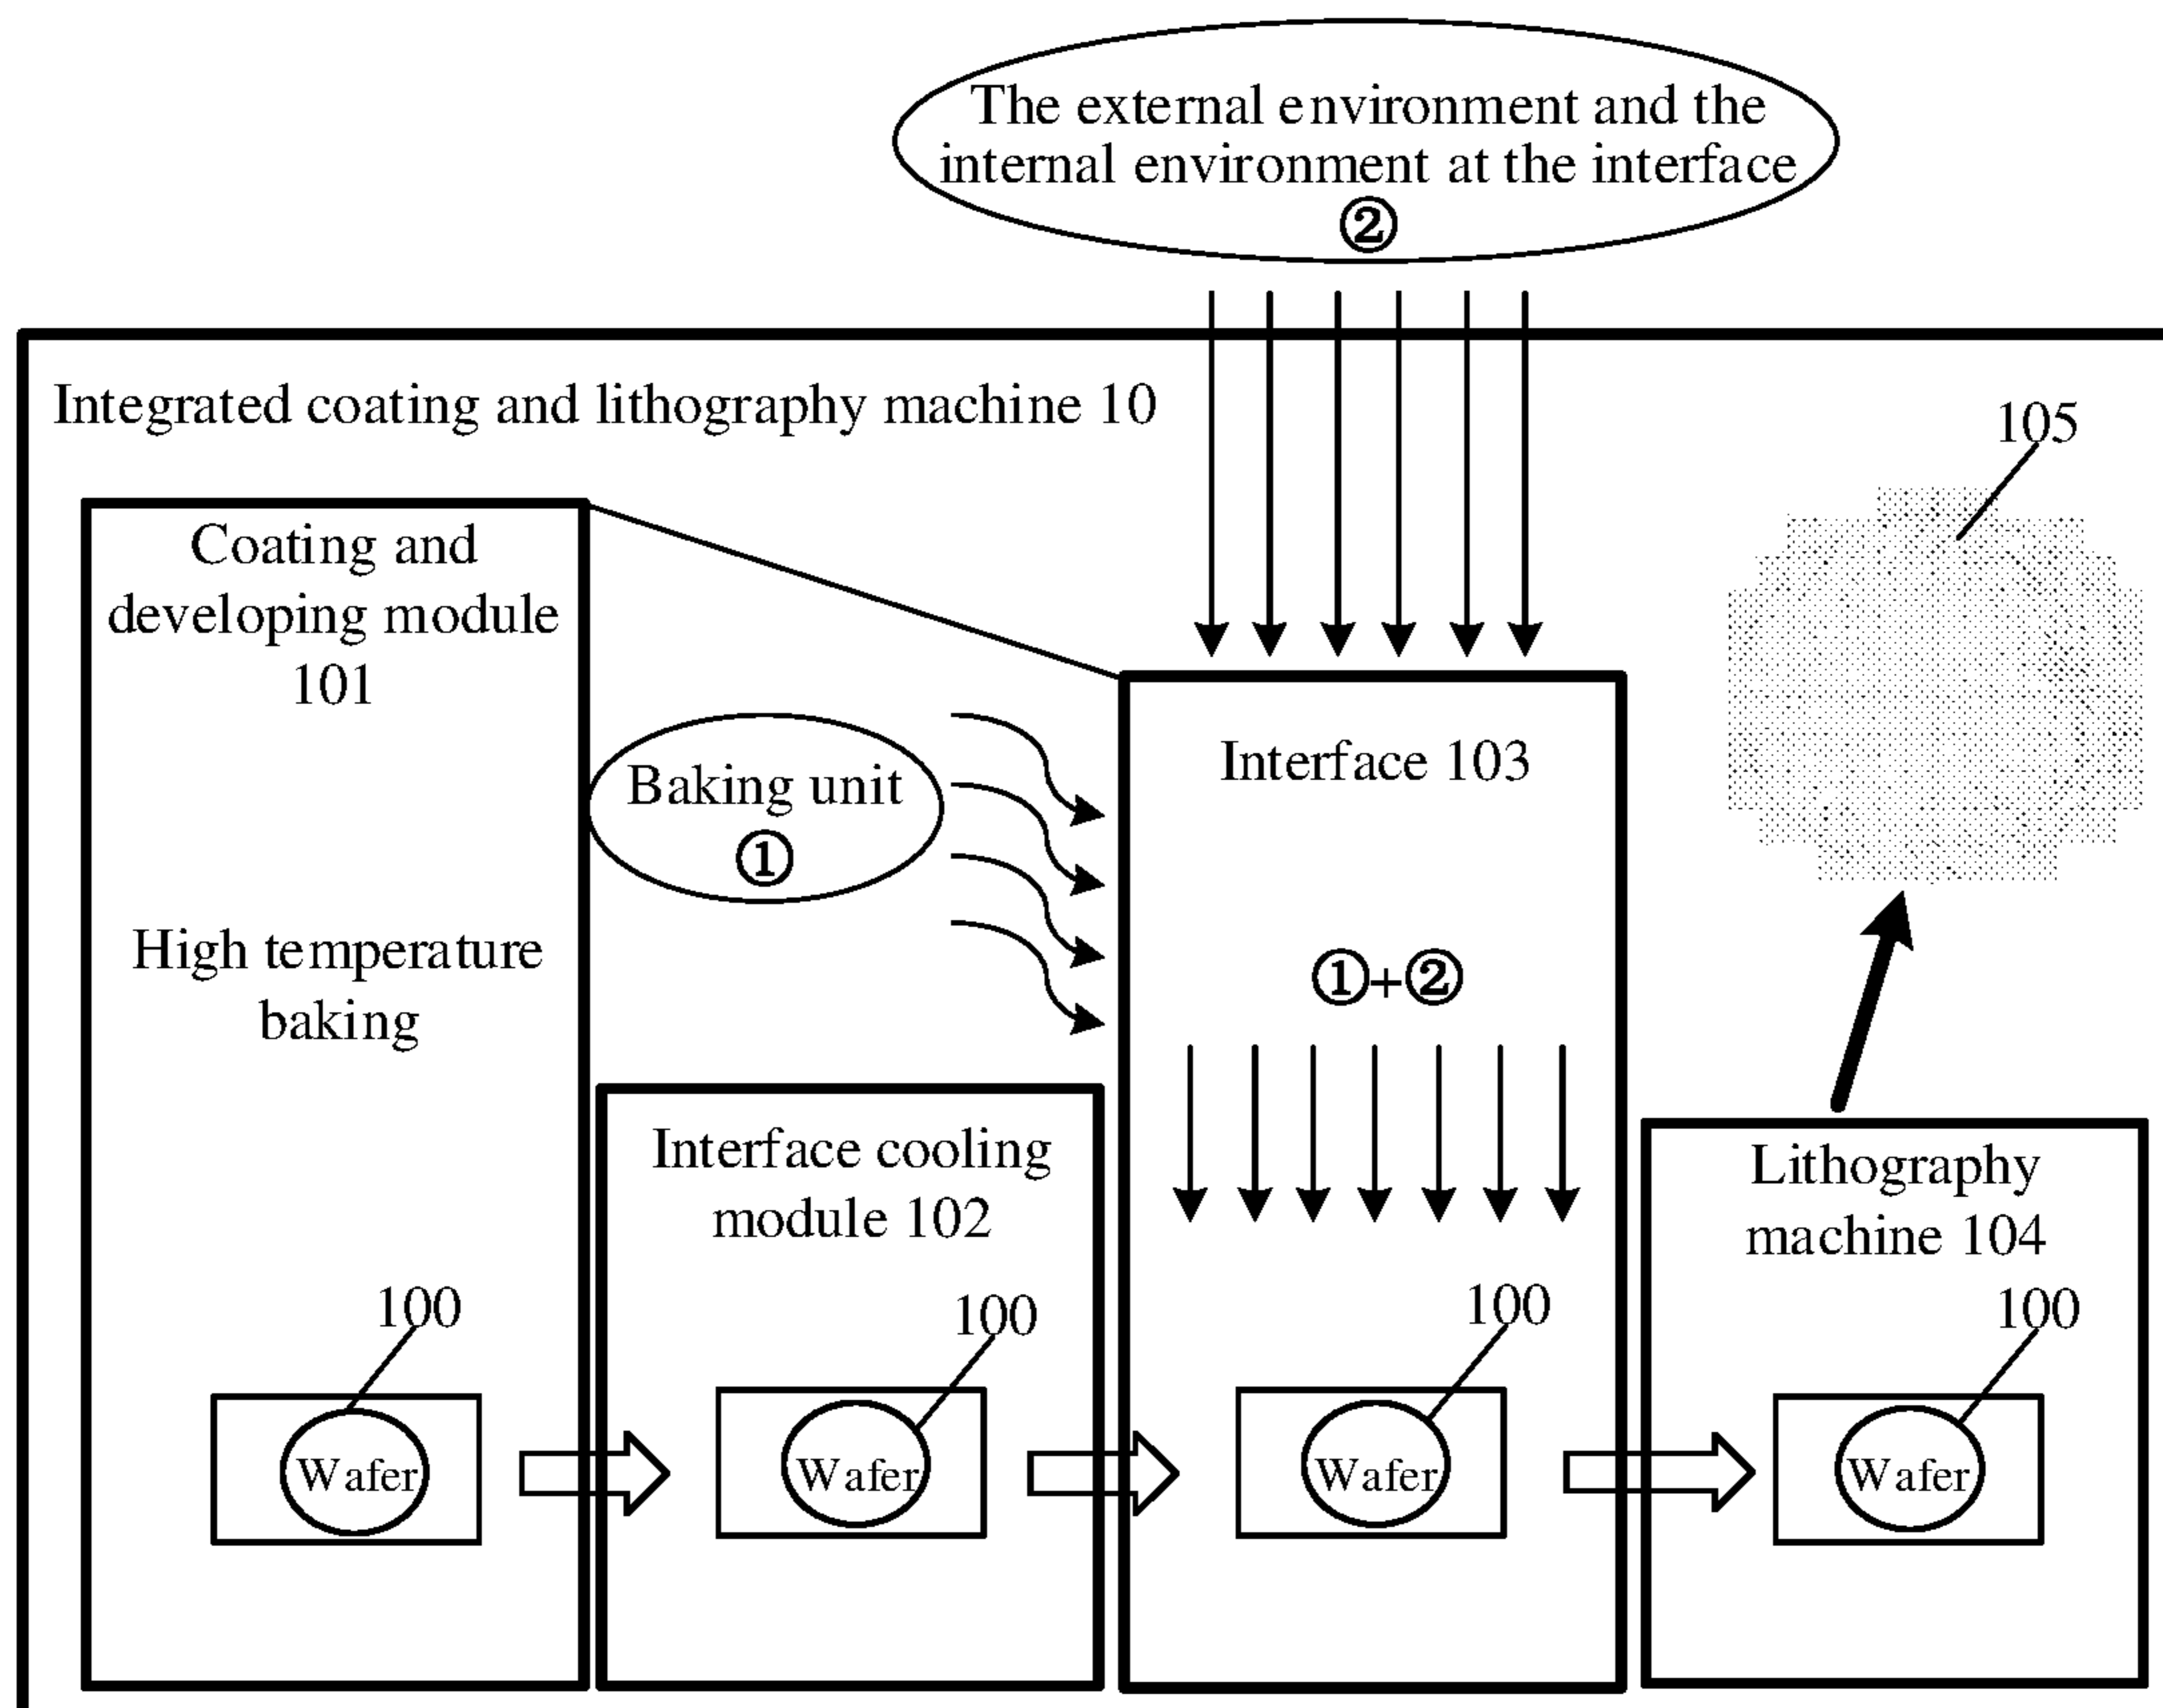 The external environment and the
internal environment at the interface
②
Integrated coating and lithography machine 10
105
Coating and
developing module
101
Baking unit
①
Interface 103
High temperature
baking
①+②
Interface cooling
module 102
Lithography
machine 104
100
100
100
100
Wafer
Wafer
Wafer
Wafer